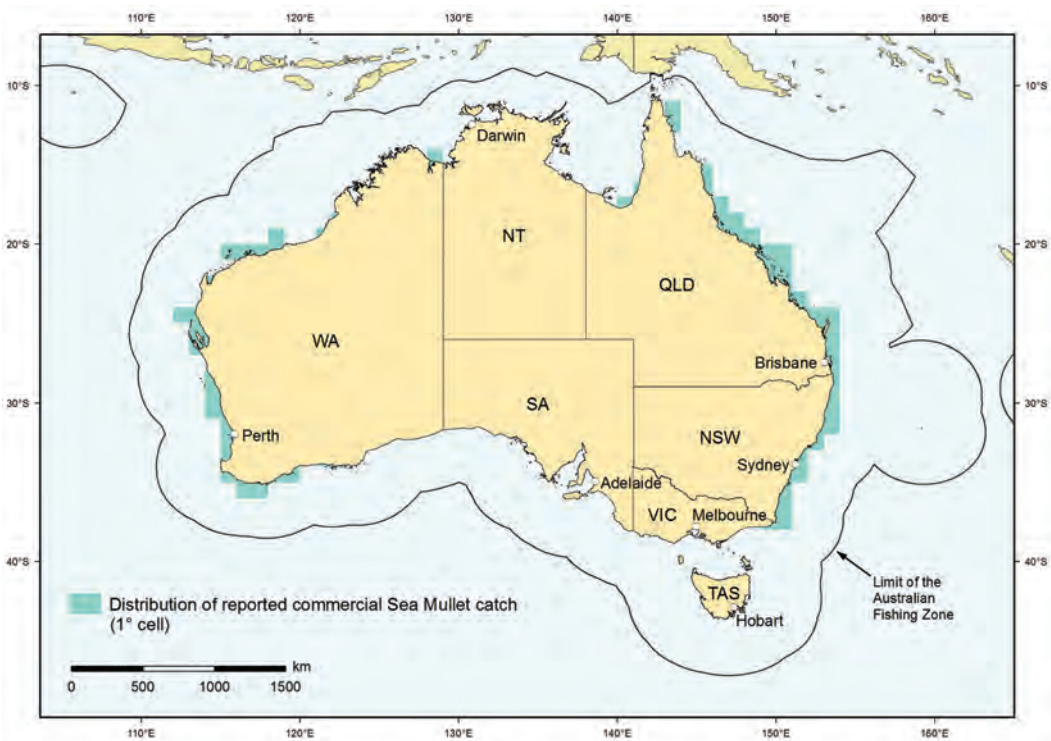 110°E 120°E 130°E 140°E 150°E 160°E
10°S 10°S
Darwin
20°S NT 20°S
QLD
WA
Brisbane
30°S SA 30°S
NSW
Perth
Sydney
Adelaide
VIC Melbourne
40°S 40°S
TAS
Hobart
Limit of the
Australian
Fishing Zone
Distribution of reported commercial Sea Mullet catch
(1° cell)
km
0 500 1000 1500
110°E 120°E 130°E 140°E 150°E 160°E